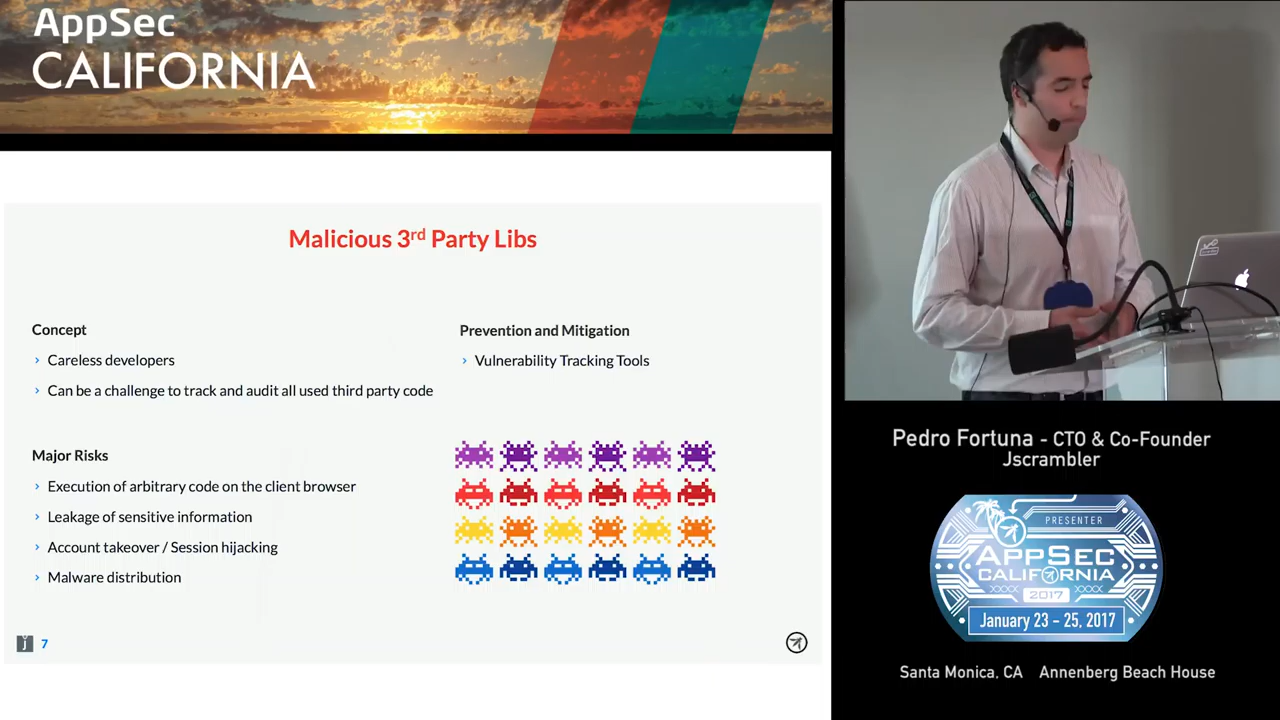 AppSec
CALIFORNIA
Malicious 3rd Party Libs
Concept
› Careless developers
› Can be a challenge to track and audit all used third party code
Major Risks
› Execution of arbitrary code on the client browser
› Leakage of sensitive information
› Account takeover / Session hijacking
› Malware distribution
Prevention and Mitigation
› Vulnerability Tracking Tools
j 7
Pedro Fortuna - CTO & Co-Founder
Jscrambler
PRESENTER
APPSEC
CALIFORNIA
XXXX 2017 XXXX
January 23 - 25, 2017
Santa Monica, CA Annenberg Beach House